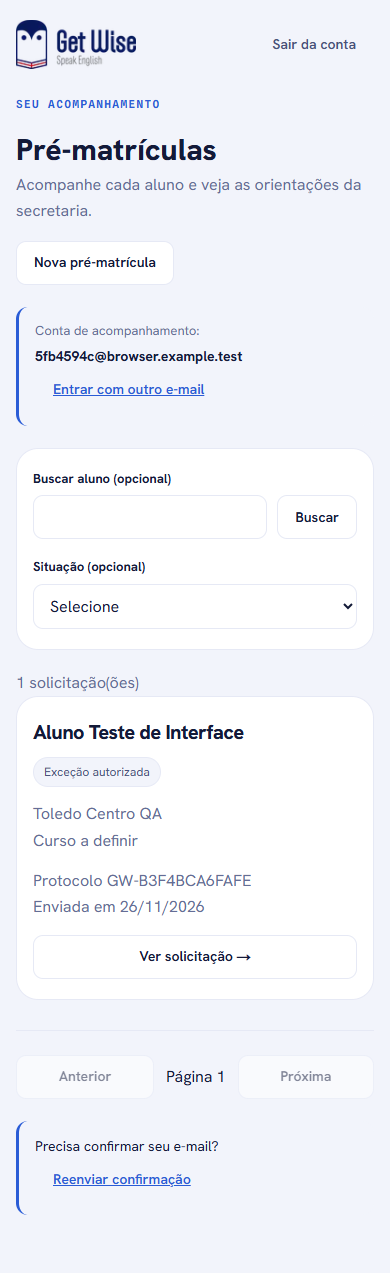 Get Wise
Speak English
Sair da conta
SEU ACOMPANHAMENTO
Pré-matrículas
Acompanhe cada aluno e veja as orientações da
secretaria.
Nova pré-matrícula
Conta de acompanhamento:
5fb4594c@browser.example.test
Entrar com outro e-mail
Buscar aluno (opcional)
Buscar
Situação (opcional)
Selecione
1 solicitação(ões)
Aluno Teste de Interface
Exceção autorizada
Toledo Centro QA
Curso a definir
Protocolo GW-B3F4BCA6FAFE
Enviada em 26/11/2026
Ver solicitação →
Anterior
Página 1
Próxima
Precisa confirmar seu e-mail?
Reenviar confirmação